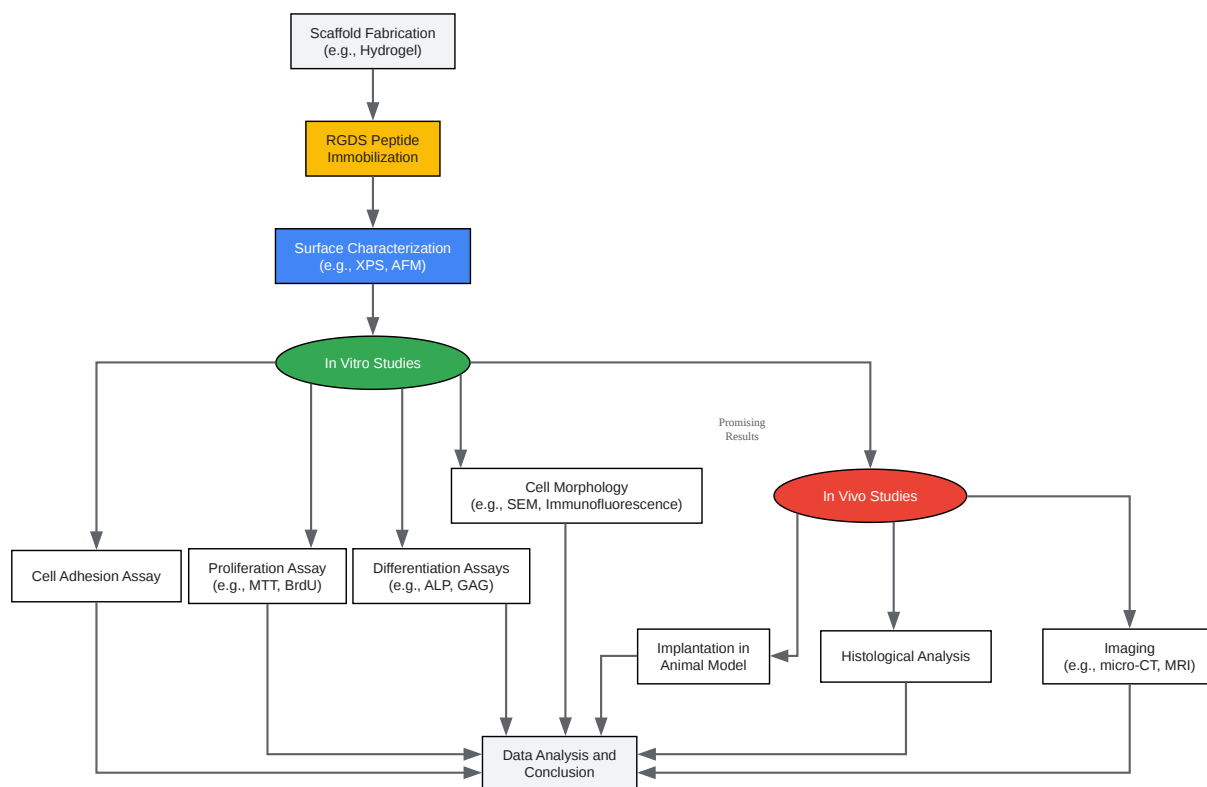 Scaffold Fabrication
(e.g., Hydrogel)
RGDS Peptide
Immobilization
Surface Characterization
(e.g., XPS, AFM)
In Vitro Studies
Promising
Results
Cell Morphology
(e.g., SEM, Immunofluorescence)
In Vivo Studies
Cell Adhesion Assay
Proliferation Assay
(e.g., MTT, BrdU)
Differentiation Assays
(e.g., ALP, GAG)
Implantation in
Animal Model
Histological Analysis
Imaging
(e.g., micro-CT, MRI)
Data Analysis and
Conclusion